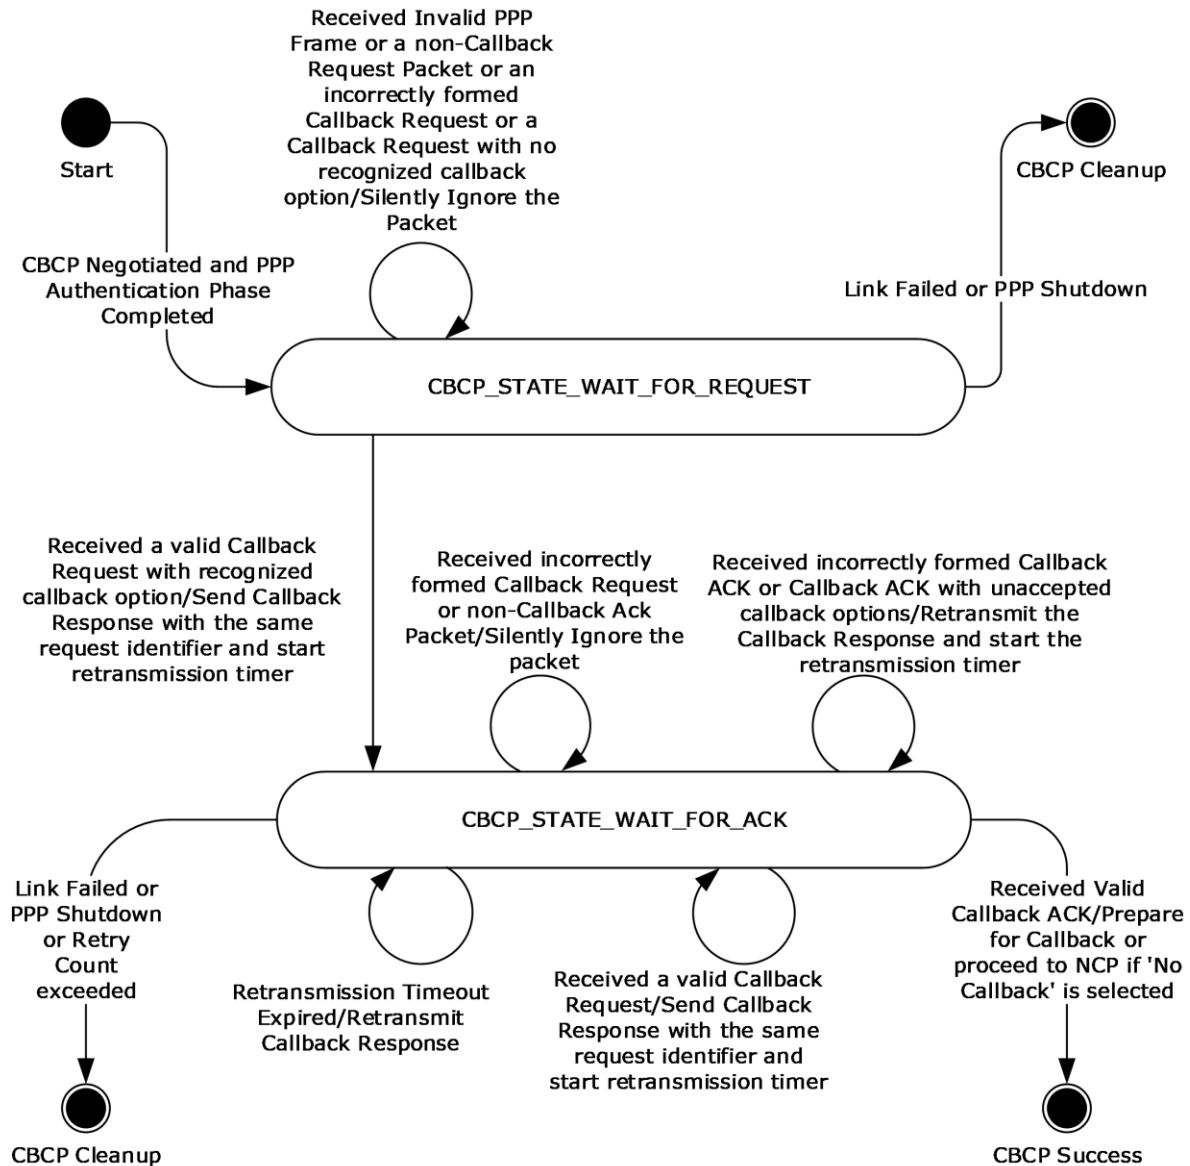 Received Invalid PPP
Frame or a non-Callback
Request Packet or an
incorrectly formed
Callback Request or a
Callback Request with no
recognized callback
option/Silently Ignore the
Packet
Start
CBCP Cleanup
CBCP Negotiated and PPP
Authentication Phase
Completed
Link Failed or PPP Shutdown
CBCP_STATE_WAIT_FOR_REQUEST
Received a valid Callback
Request with recognized
callback option/Send Callback
Response with the same
request identifier and start
retransmission timer
Received incorrectly
formed Callback Request
or non-Callback Ack
Packet/Silently Ignore the
packet
Received incorrectly formed Callback
ACK or Callback ACK with unaccepted
callback options/Retransmit the
Callback Response and start the
retransmission timer
CBCP_STATE_WAIT_FOR_ACK
Link Failed or
PPP Shutdown
or Retry
Count
exceeded
Retransmission Timeout
Expired/Retransmit
Callback Response
Received a valid Callback
Request/Send Callback
Response with the same
request identifier and
start retransmission timer
Received Valid
Callback ACK/Prepare
for Callback or
proceed to NCP if 'No
Callback' is selected
CBCP Cleanup
CBCP Success